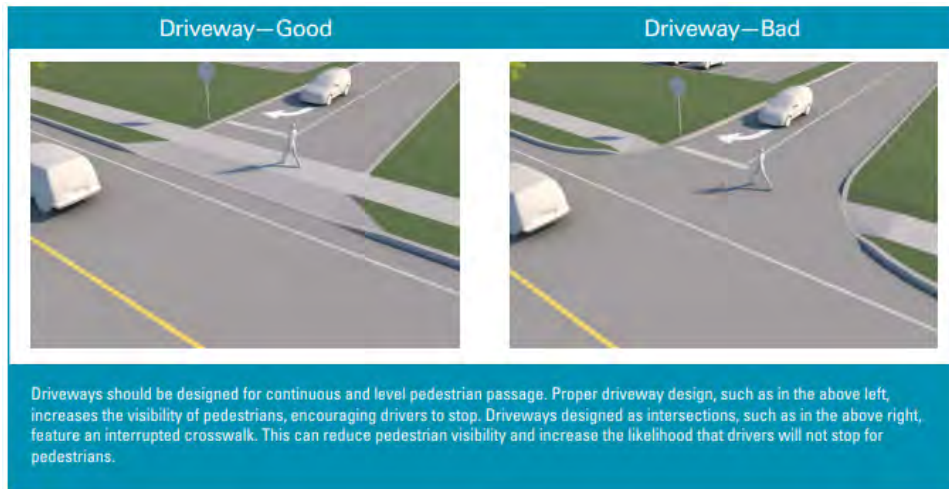 Driveway—Good
Driveway—Bad
Driveways should be designed for continuous and level pedestrian passage. Proper driveway design, such as in the above left,
increases the visibility of pedestrians, encouraging drivers to stop. Driveways designed as intersections, such as in the above right,
feature an interrupted crosswalk. This can reduce pedestrian visibility and increase the likelihood that drivers will not stop for
pedestrians.